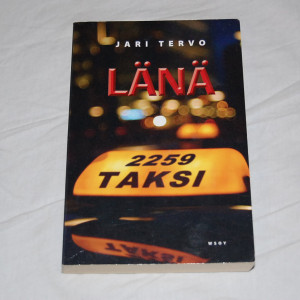 JARI TERVO
LÄNÄ
2259
TAKSI
WSOY